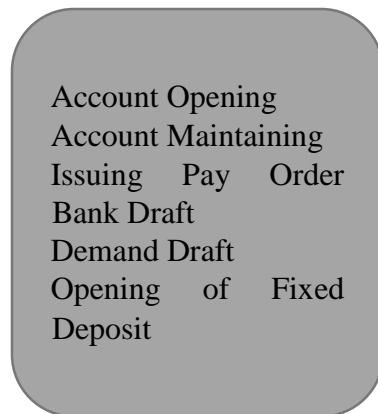 Account Opening
Account Maintaining
Issuing Pay Order
Bank Draft
Demand Draft
Opening of Fixed
Deposit